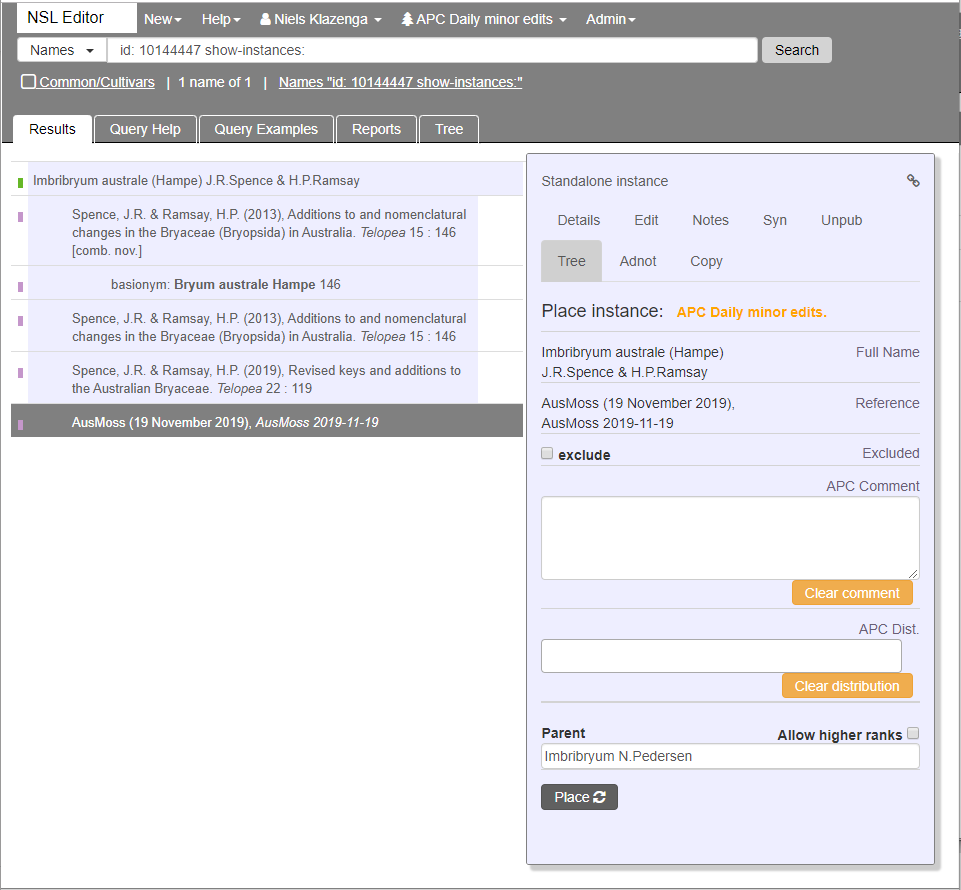 NSL Editor New Help Niels Klazenga APC Daily minor edits Admin
Names id: 10144447 show-instances: Search
Common/Cultivars | 1 name of 1 | Names "id: 10144447 show-instances:"
Results Query Help Query Examples Reports Tree
Imbribryum australe (Hampe) J.R.Spence & H.P.Ramsay
Spence, J.R. & Ramsay, H.P. (2013), Additions to and nomenclatural
changes in the Bryaceae (Bryopsida) in Australia. Telopea 15 : 146
[comb. nov.]
basionym: Bryum australe Hampe 146
Spence, J.R. & Ramsay, H.P. (2013), Additions to and nomenclatural
changes in the Bryaceae (Bryopsida) in Australia. Telopea 15 : 146
Spence, J.R. & Ramsay, H.P. (2019), Revised keys and additions to
the Australian Bryaceae. Telopea 22 : 119
AusMoss (19 November 2019), AusMoss 2019-11-19
Standalone instance
Details Edit Notes Syn Unpub
Tree Adnot Copy
Place instance: APC Daily minor edits.
Imbribryum australe (Hampe) Full Name
J.R.Spence & H.P.Ramsay
AusMoss (19 November 2019), Reference
AusMoss 2019-11-19
exclude Excluded
APC Comment
Clear comment
APC Dist.
Clear distribution
Parent Allow higher ranks
Imbribryum N.Pedersen
Place